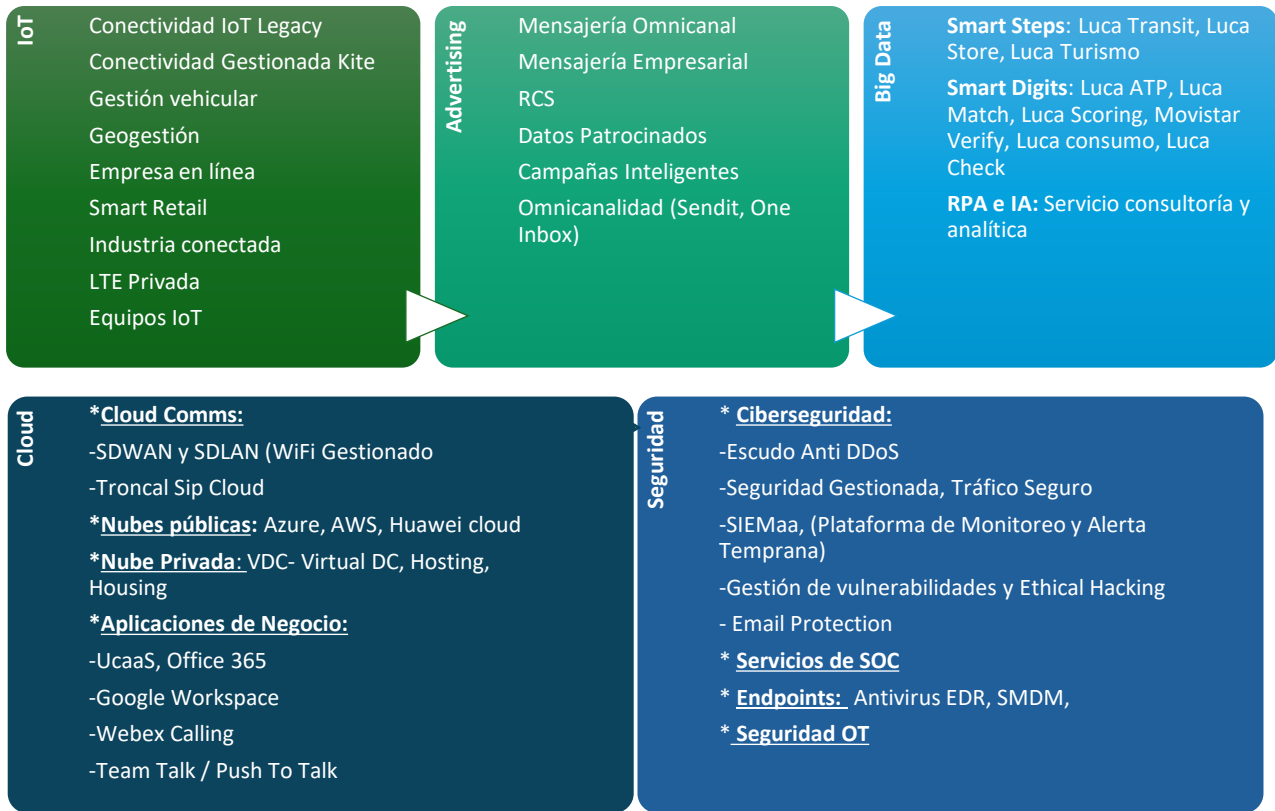 IoT
Conectividad IoT Legacy
Conectividad Gestionada Kite
Gestión vehicular
Geogestión
Empresa en línea
Smart Retail
Industria conectada
LTE Privada
Equipos IoT
Advertising
Mensajería Omnicanal
Mensajería Empresarial
RCS
Datos Patrocinados
Campañas Inteligentes
Omnicanalidad (Sendit, One
Inbox)
Big Data
Smart Steps: Luca Transit, Luca
Store, Luca Turismo
Smart Digits: Luca ATP, Luca
Match, Luca Scoring, Movistar
Verify, Luca consumo, Luca
Check
RPA e IA: Servicio consultoría y
analítica
Cloud
*Cloud Comms:
-SDWAN y SDLAN (WiFi Gestionado
-Troncal Sip Cloud
*Nubes públicas: Azure, AWS, Huawei cloud
*Nube Privada: VDC- Virtual DC, Hosting,
Housing
*Aplicaciones de Negocio:
-UcaaS, Office 365
-Google Workspace
-Webex Calling
-Team Talk / Push To Talk
Seguridad
* Ciberseguridad:
-Escudo Anti DDoS
-Seguridad Gestionada, Tráfico Seguro
-SIEMaa, (Plataforma de Monitoreo y Alerta
Temprana)
-Gestión de vulnerabilidades y Ethical Hacking
- Email Protection
* Servicios de SOC
* Endpoints: Antivirus EDR, SMDM,
* Seguridad OT